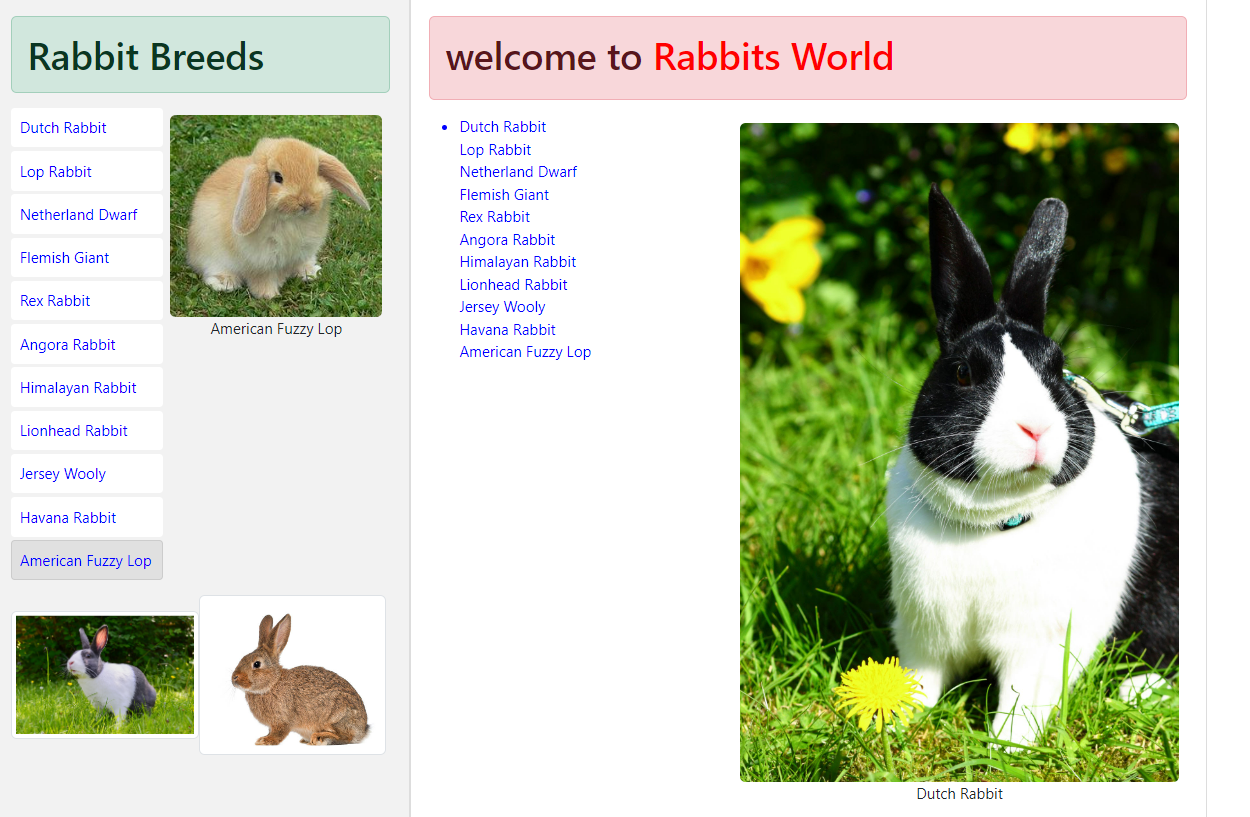 Rabbit Breeds
Dutch Rabbit
Lop Rabbit
Netherland Dwarf
Flemish Giant
Rex Rabbit
Angora Rabbit
Himalayan Rabbit
Lionhead Rabbit
Jersey Wooly
Havana Rabbit
American Fuzzy Lop
American Fuzzy Lop
welcome to Rabbits World
Dutch Rabbit
Lop Rabbit
Netherland Dwarf
Flemish Giant
Rex Rabbit
Angora Rabbit
Himalayan Rabbit
Lionhead Rabbit
Jersey Wooly
Havana Rabbit
American Fuzzy Lop
Dutch Rabbit